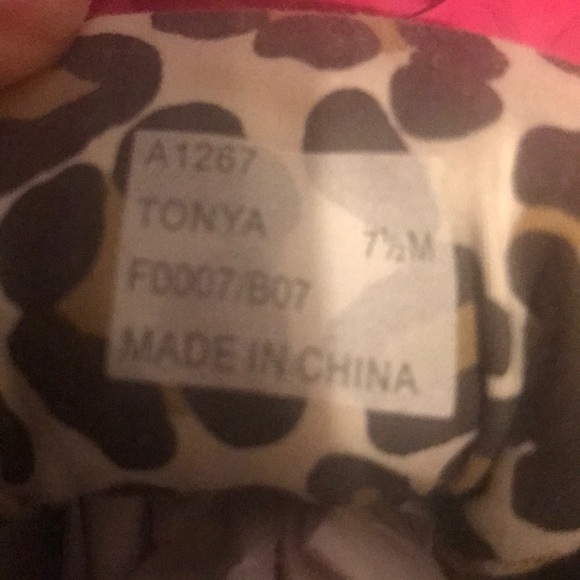 A1267
TONYA
7½M
F0007/B07
MADE IN CHINA